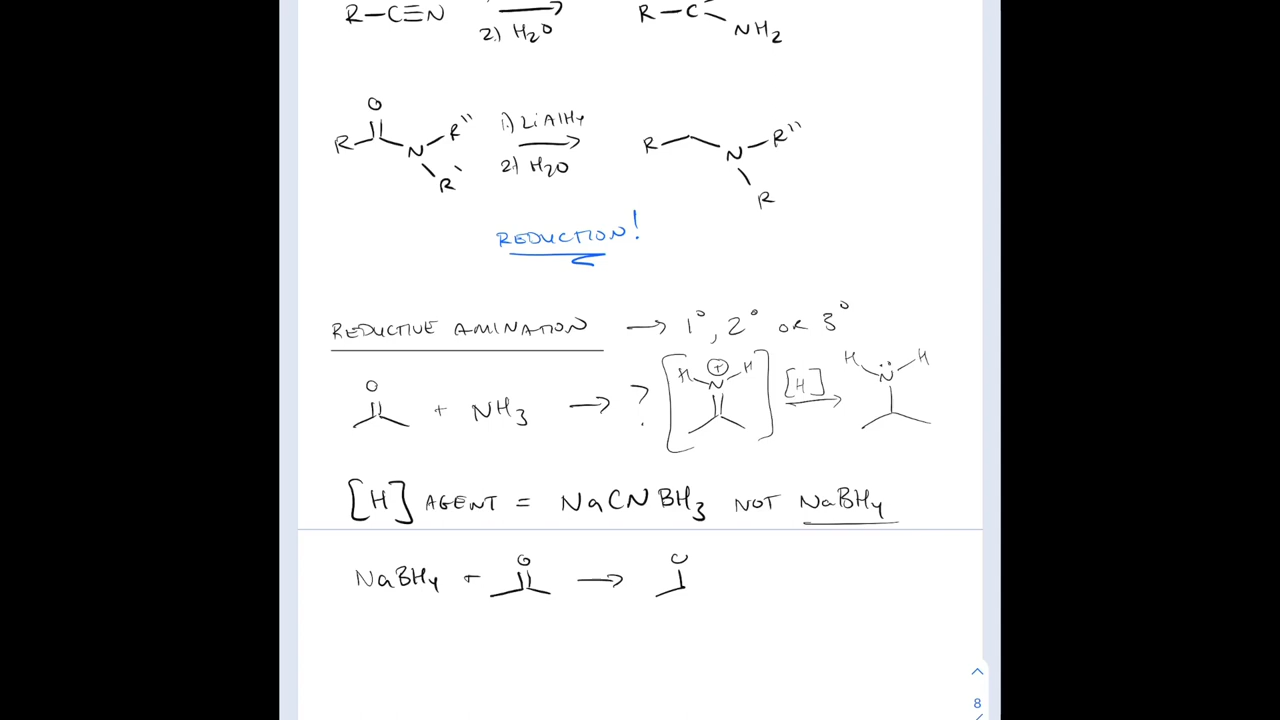 R-C≡N 2.) H2O R-C NH2
O
R N R'' 1.) LiAlH4 R N R''
R' 2.) H2O R
REDUCTION!
REDUCTIVE AMINATION → 1°, 2° OR 3°
O + NH3 → ? [H N⊕ H] [H] → H N̈ H
[H] AGENT = NaCNBH3 NOT NaBH4
NaBH4 + O → O
8